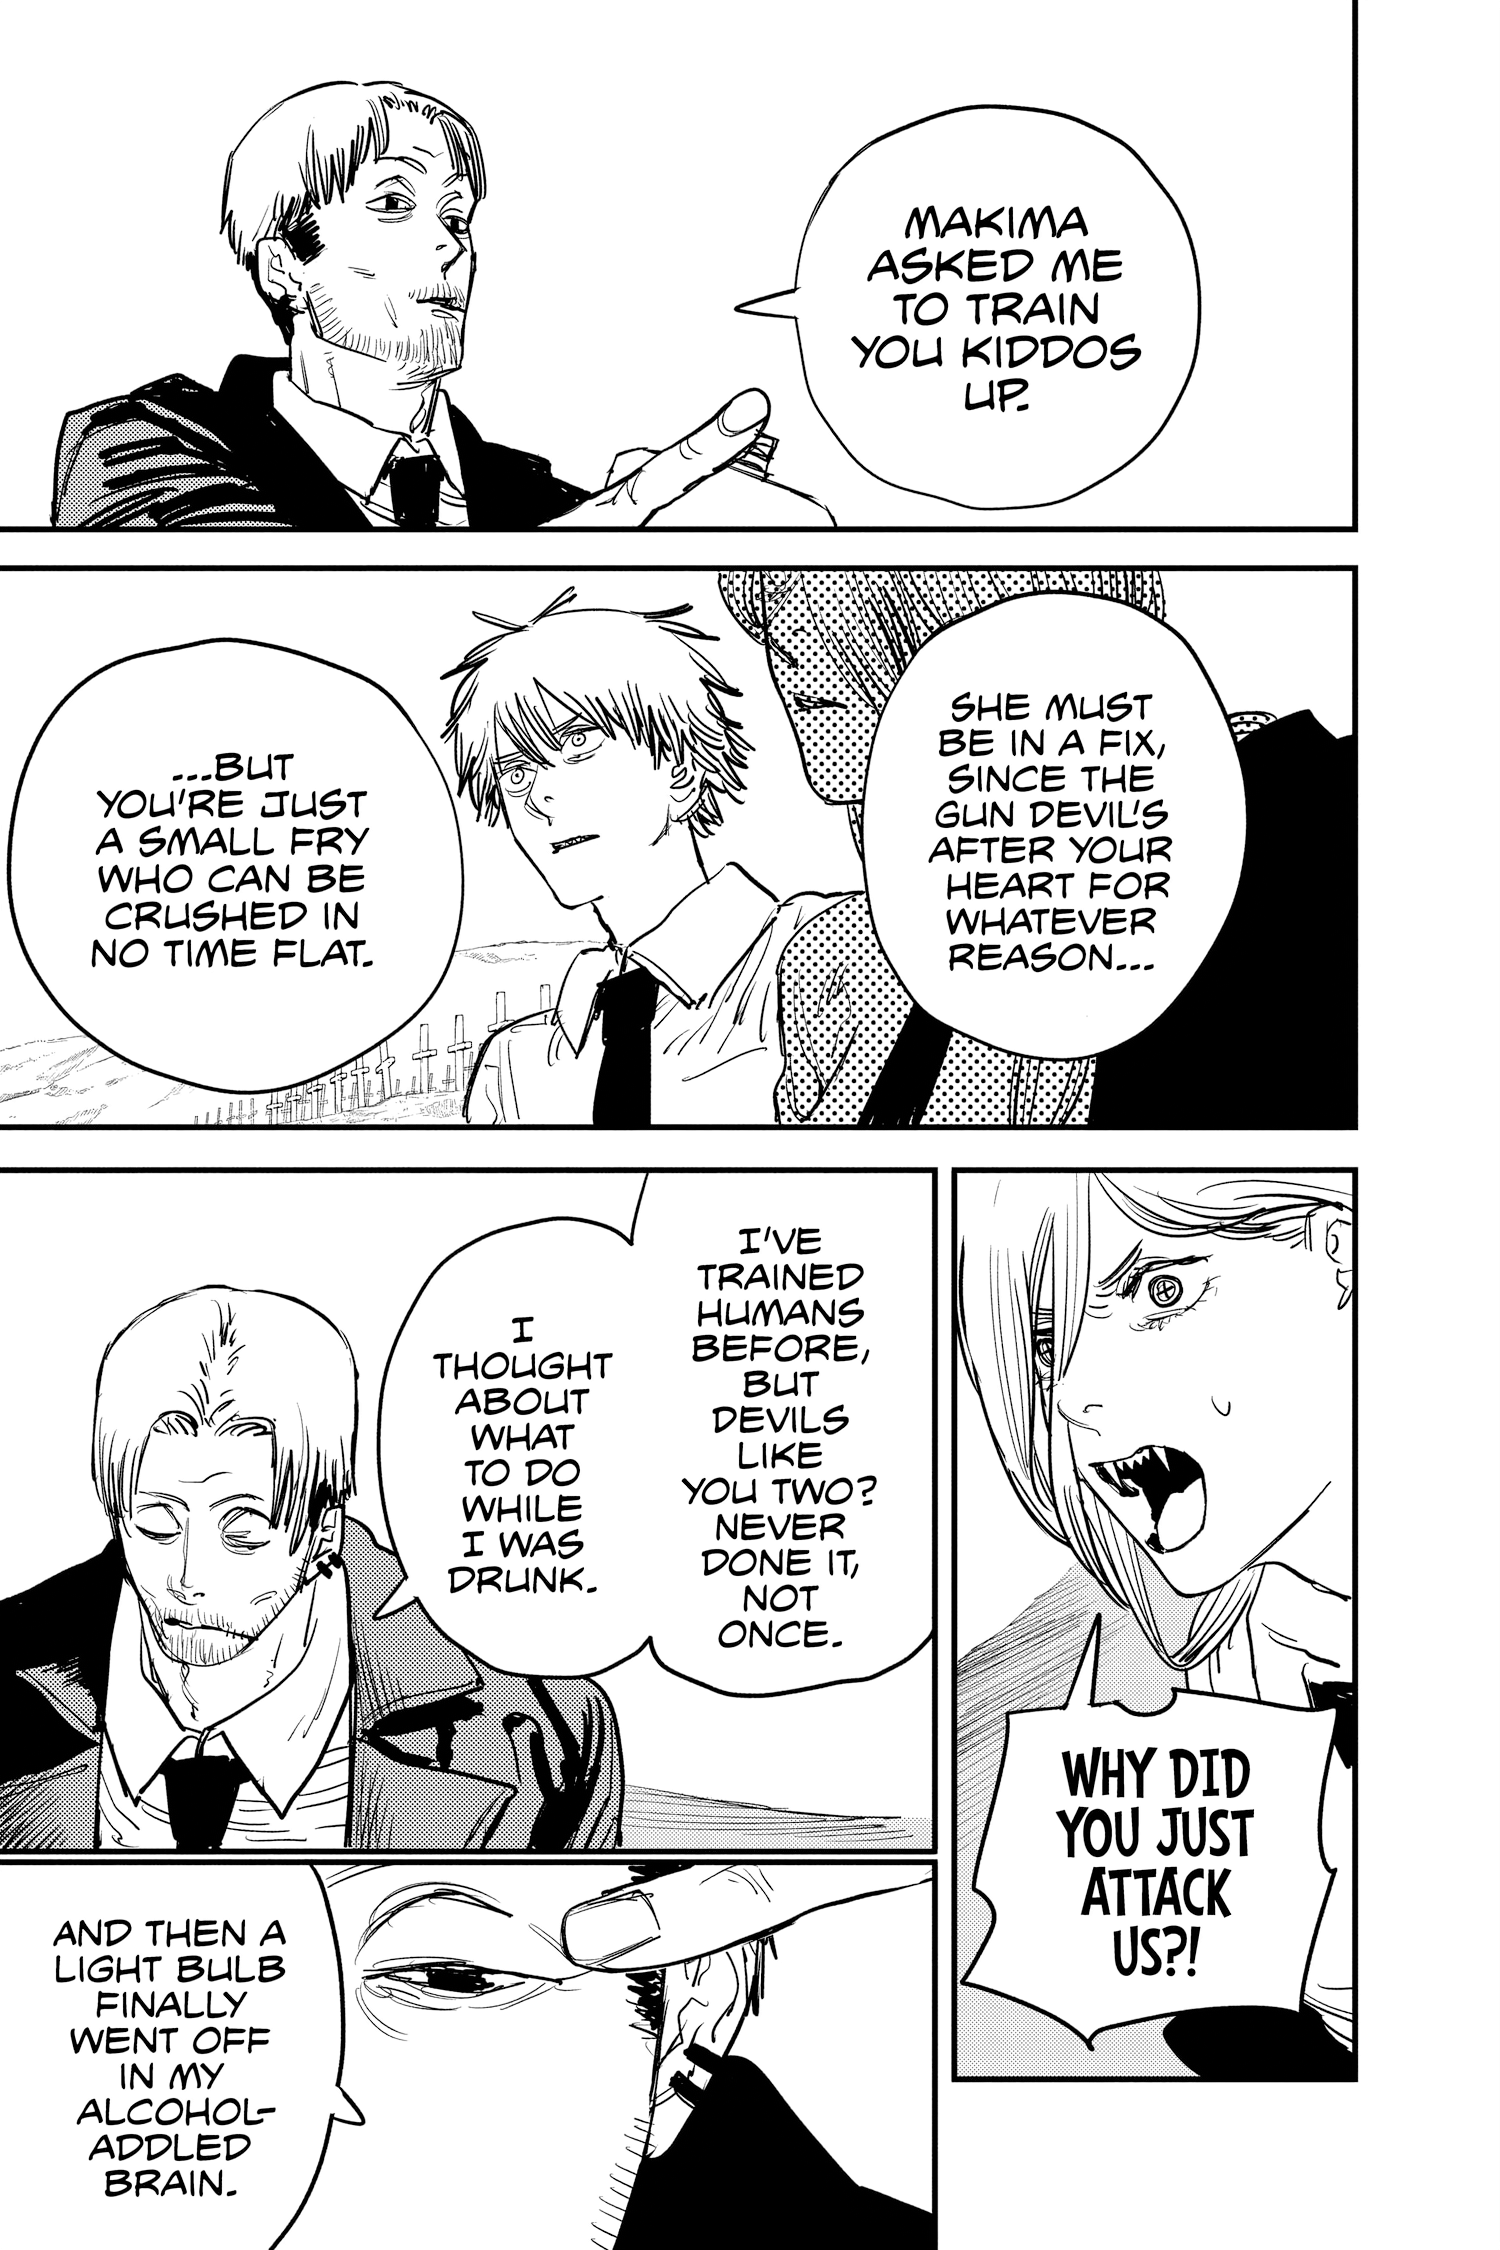 MAKIMA
ASKED ME
TO TRAIN
YOU KIDDOS
UP.
SHE MUST
BE IN A FIX,
SINCE THE
GUN DEVIL'S
AFTER YOUR
HEART FOR
WHATEVER
REASON...
...BUT
YOU'RE JUST
A SMALL FRY
WHO CAN BE
CRUSHED IN
NO TIME FLAT.
WHY DID
YOU JUST
ATTACK
US?!
I'VE
TRAINED
HUMANS
BEFORE,
BUT
DEVILS
LIKE
YOU TWO?
NEVER
DONE IT,
NOT
ONCE.
I
THOUGHT
ABOUT
WHAT
TO DO
WHILE
I WAS
DRUNK.
AND THEN A
LIGHT BULB
FINALLY
WENT OFF
IN MY
ALCOHOL-
ADDLED
BRAIN.